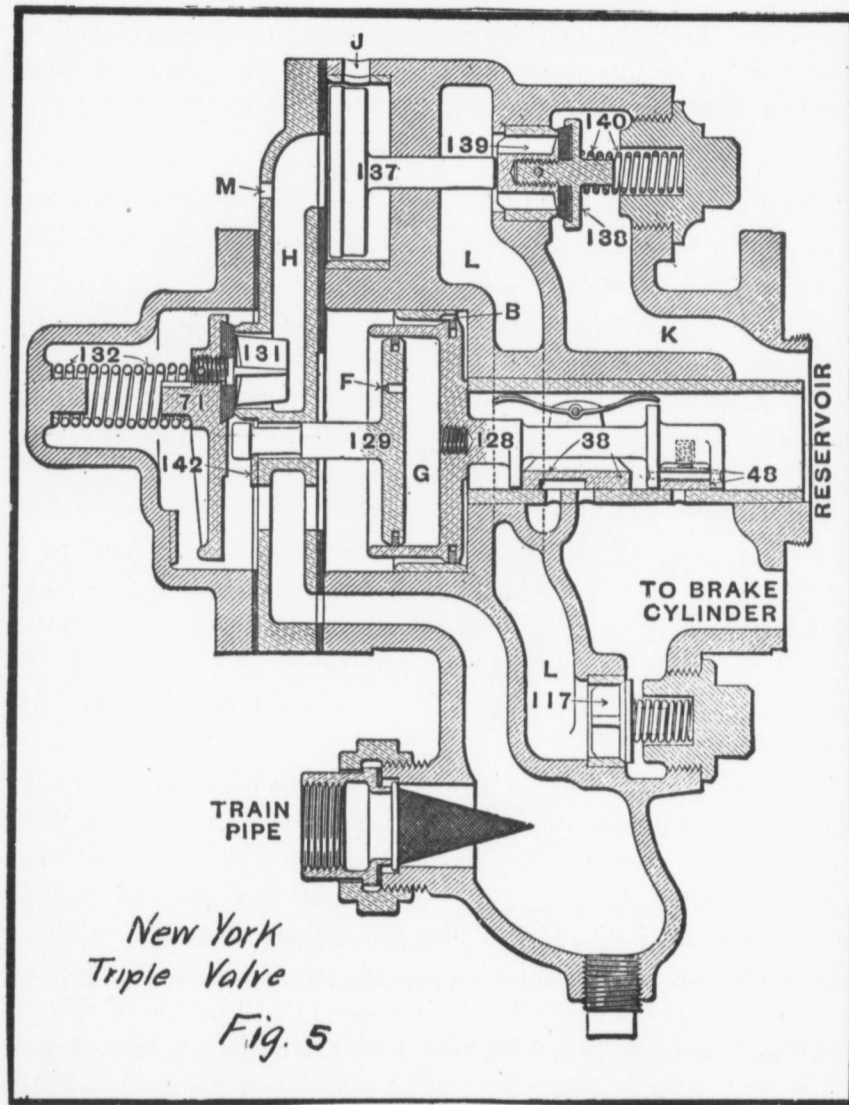 J
139
140
M
137
138
H
L
B
K
132
131
F
71
129
128
38
48
G
142
RESERVOIR
TO BRAKE
CYLINDER
L
117
TRAIN
PIPE
New York
Triple Valve
Fig. 5